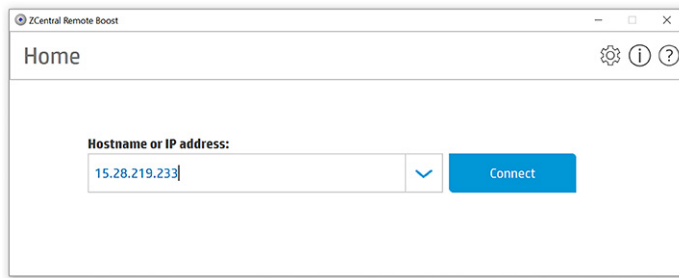 ZCentral Remote Boost
Home
Hostname or IP address:
15.28.219.233
Connect